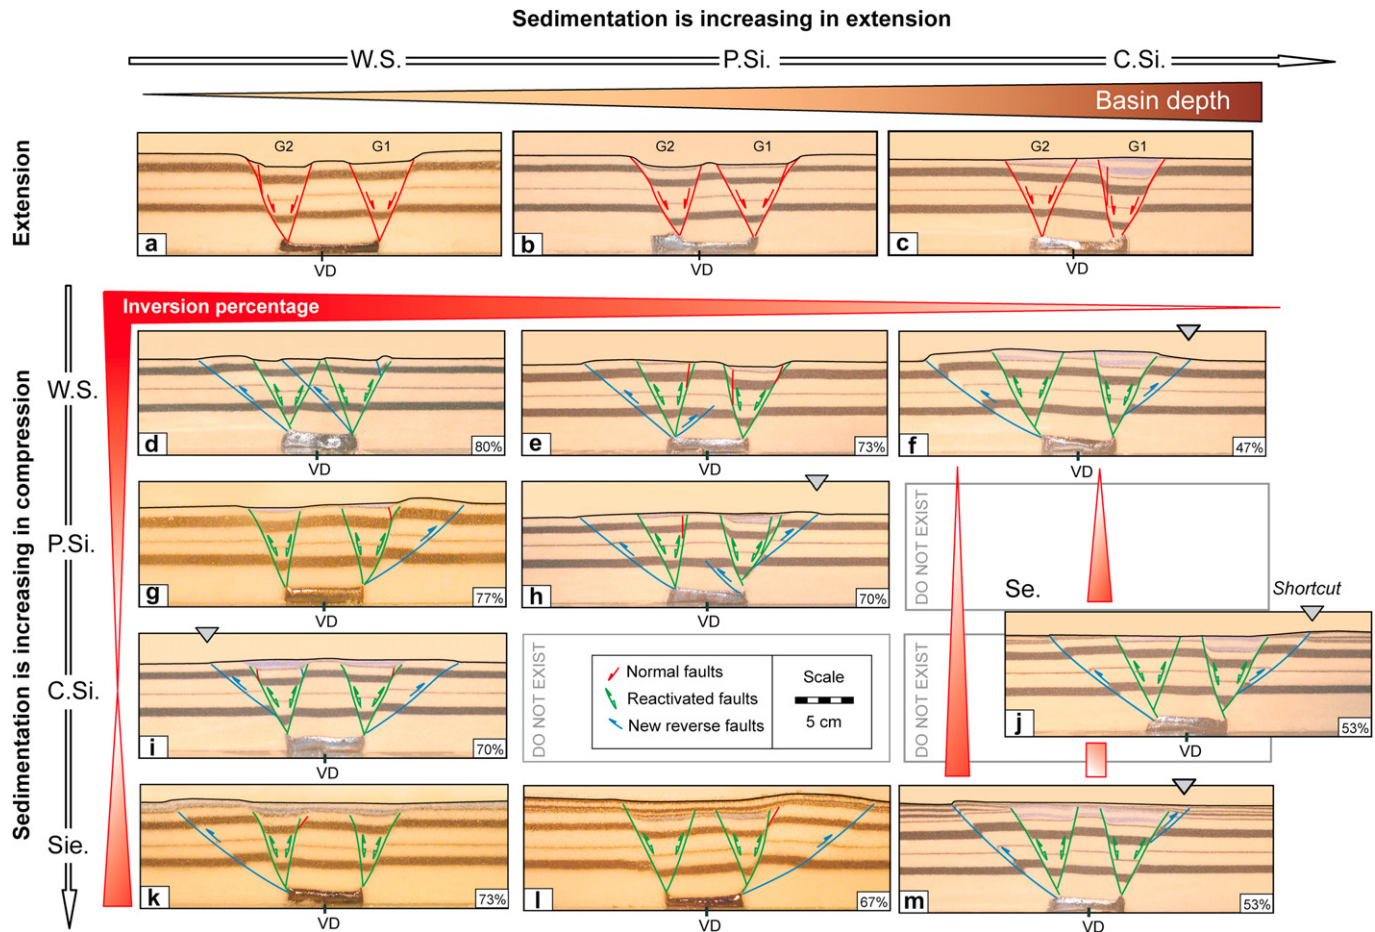 Sedimentation is increasing in extension
W.S.
P.Si.
C.Si.
Basin depth
Extension
G2
G1
a
VD
G2
G1
b
VD
G2
G1
c
VD
Inversion percentage
Sedimentation is increasing in compression
W.S.
d
80%
VD
e
73%
VD
f
47%
VD
P.Si.
g
77%
VD
h
70%
VD
DO NOT EXIST
Se.
Shortcut
C.Si.
i
70%
VD
DO NOT EXIST
Normal faults
Reactivated faults
New reverse faults
Scale
5 cm
DO NOT EXIST
j
53%
VD
Sie.
k
73%
VD
l
67%
VD
m
53%
VD